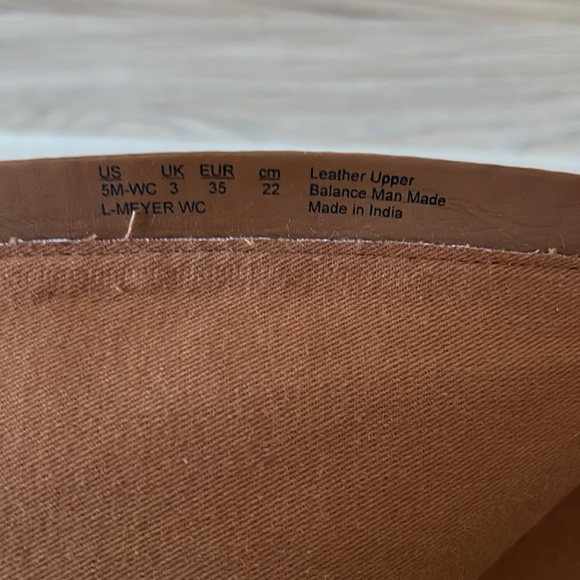 US UK EUR cm Leather Upper
5M-WC 3 35 22 Balance Man Made
L-MEYER WC Made in India